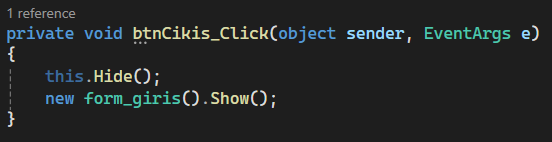 1 reference
private void btnCikis_Click(object sender, EventArgs e)
{
    this.Hide();
    new form_giris().Show();
}